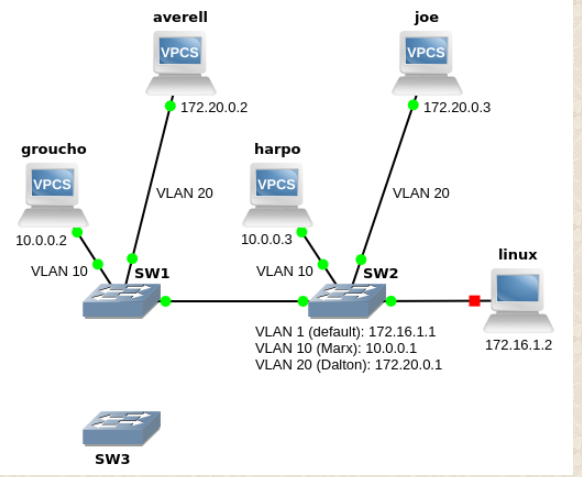 averell
joe
VPCS
VPCS
172.20.0.2
172.20.0.3
groucho
harpo
VPCS
VPCS
VLAN 20
VLAN 20
10.0.0.2
10.0.0.3
linux
VLAN 10
SW1
VLAN 10
SW2
VLAN 1 (default): 172.16.1.1
VLAN 10 (Marx): 10.0.0.1
VLAN 20 (Dalton): 172.20.0.1
172.16.1.2
SW3